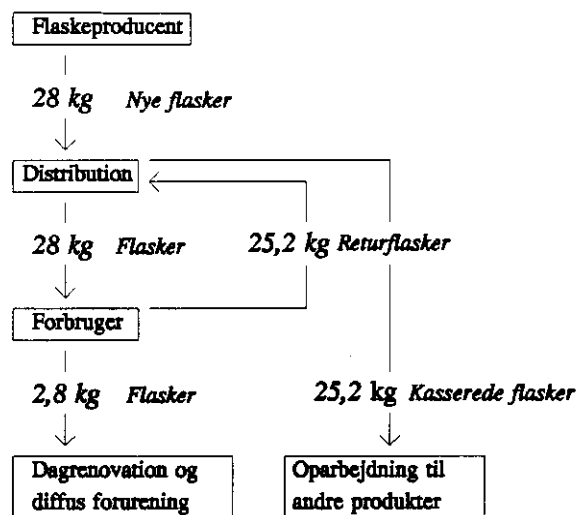 Flaskeproducent
28 kg Nye flasker
Distribution
28 kg Flasker
25,2 kg Returflasker
Forbruger
2,8 kg Flasker
25,2 kg Kasserede flasker
Dagrenovation og
diffus forurening
Oparbejdning til
andre produkter